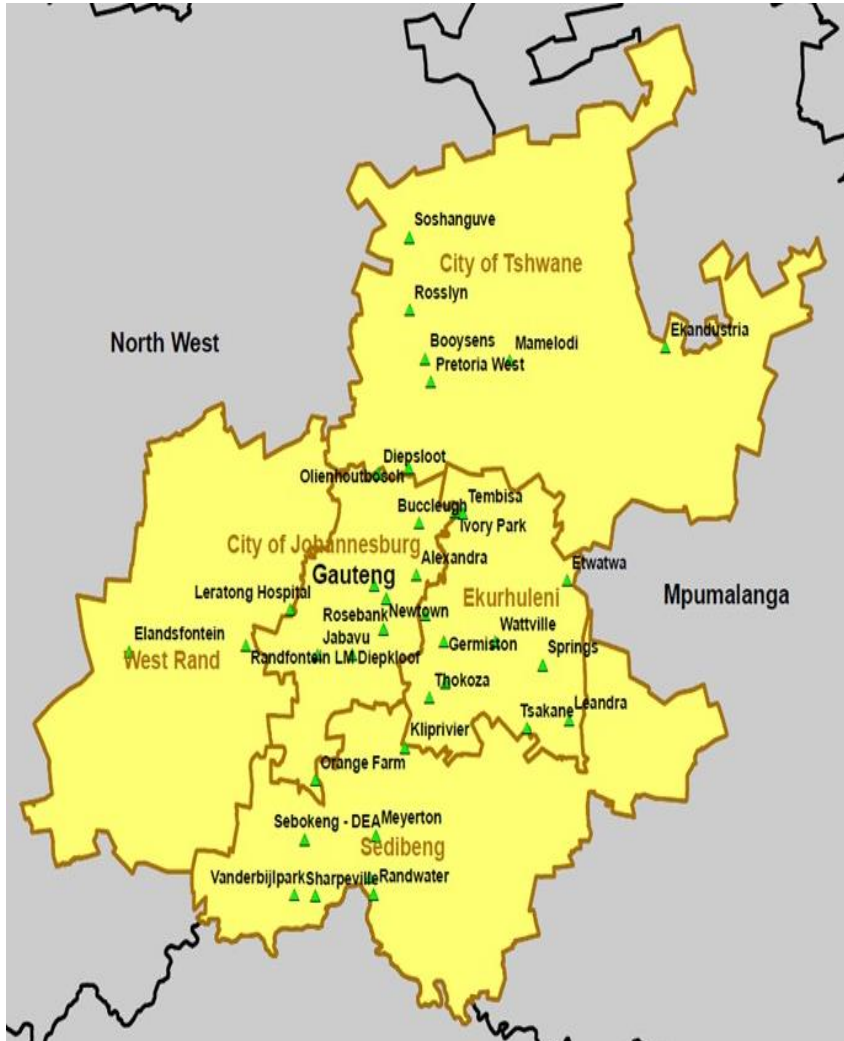 Soshanguve
City of Tshwane
Rosslyn
North West
Ekandustria
Booysens
Mamelodi
Pretoria West
Diepsloot
Olienhoutbosch
Tembisa
Buccleugh
Ivory Park
City of Johannesburg
Alexandra
Etwatwa
Gauteng
Mpumalanga
Leratong Hospital
Ekurhuleni
Rosebank
Newtown
Wattville
Elandsfontein
Jabavu
Germiston
Springs
West Rand
Randfontein LM
Diepkloof
Thokoza
Leandra
Tsakane
Kliprivier
Orange Farm
Sebokeng - DEA
Meyerton
Sedibeng
Vanderbijlpark
Sharpeville
Randwater